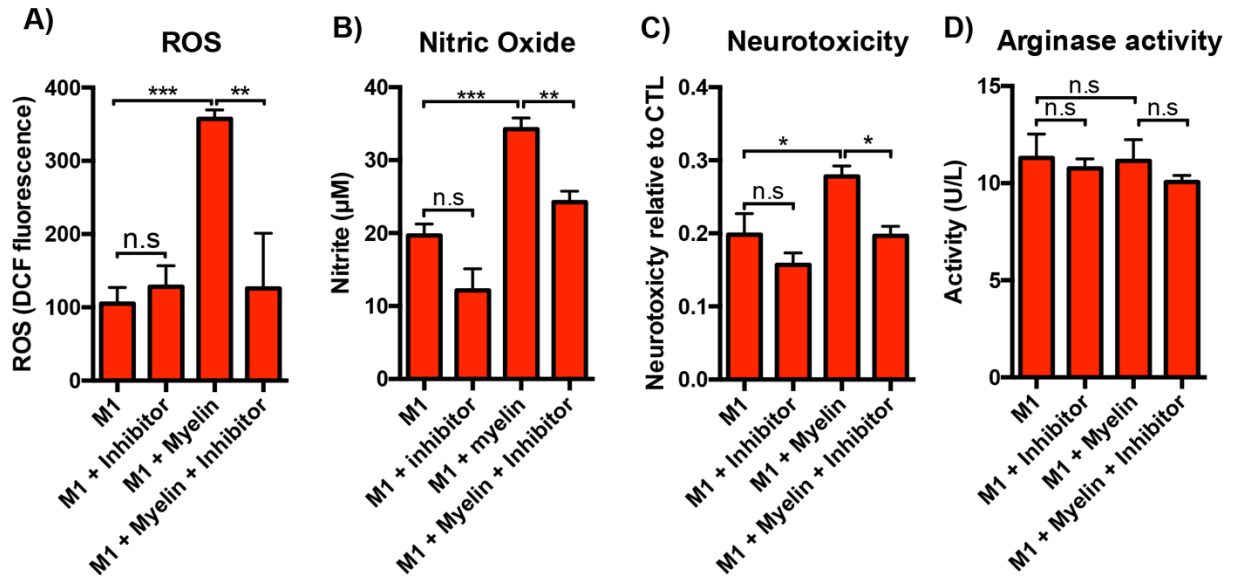 A)
ROS
ROS (DCF fluorescence)
400
300
200
100
0
***
**
n.s
M1
M1 + Inhibitor
M1 + Myelin
M1 + Myelin + Inhibitor
B)
Nitric Oxide
Nitrite (µM)
40
30
20
10
0
***
**
n.s
M1
M1 + inhibitor
M1 + myelin
M1 + Myelin + Inhibitor
C)
Neurotoxicity
Neurotoxicty relative to CTL
0.4
0.3
0.2
0.1
0.0
*
*
n.s
M1
M1 + Inhibitor
M1 + Myelin
M1 + Myelin + Inhibitor
D)
Arginase activity
Activity (U/L)
15
10
5
0
n.s
n.s
n.s
M1
M1 + Inhibitor
M1 + Myelin
M1 + Myelin + Inhibitor